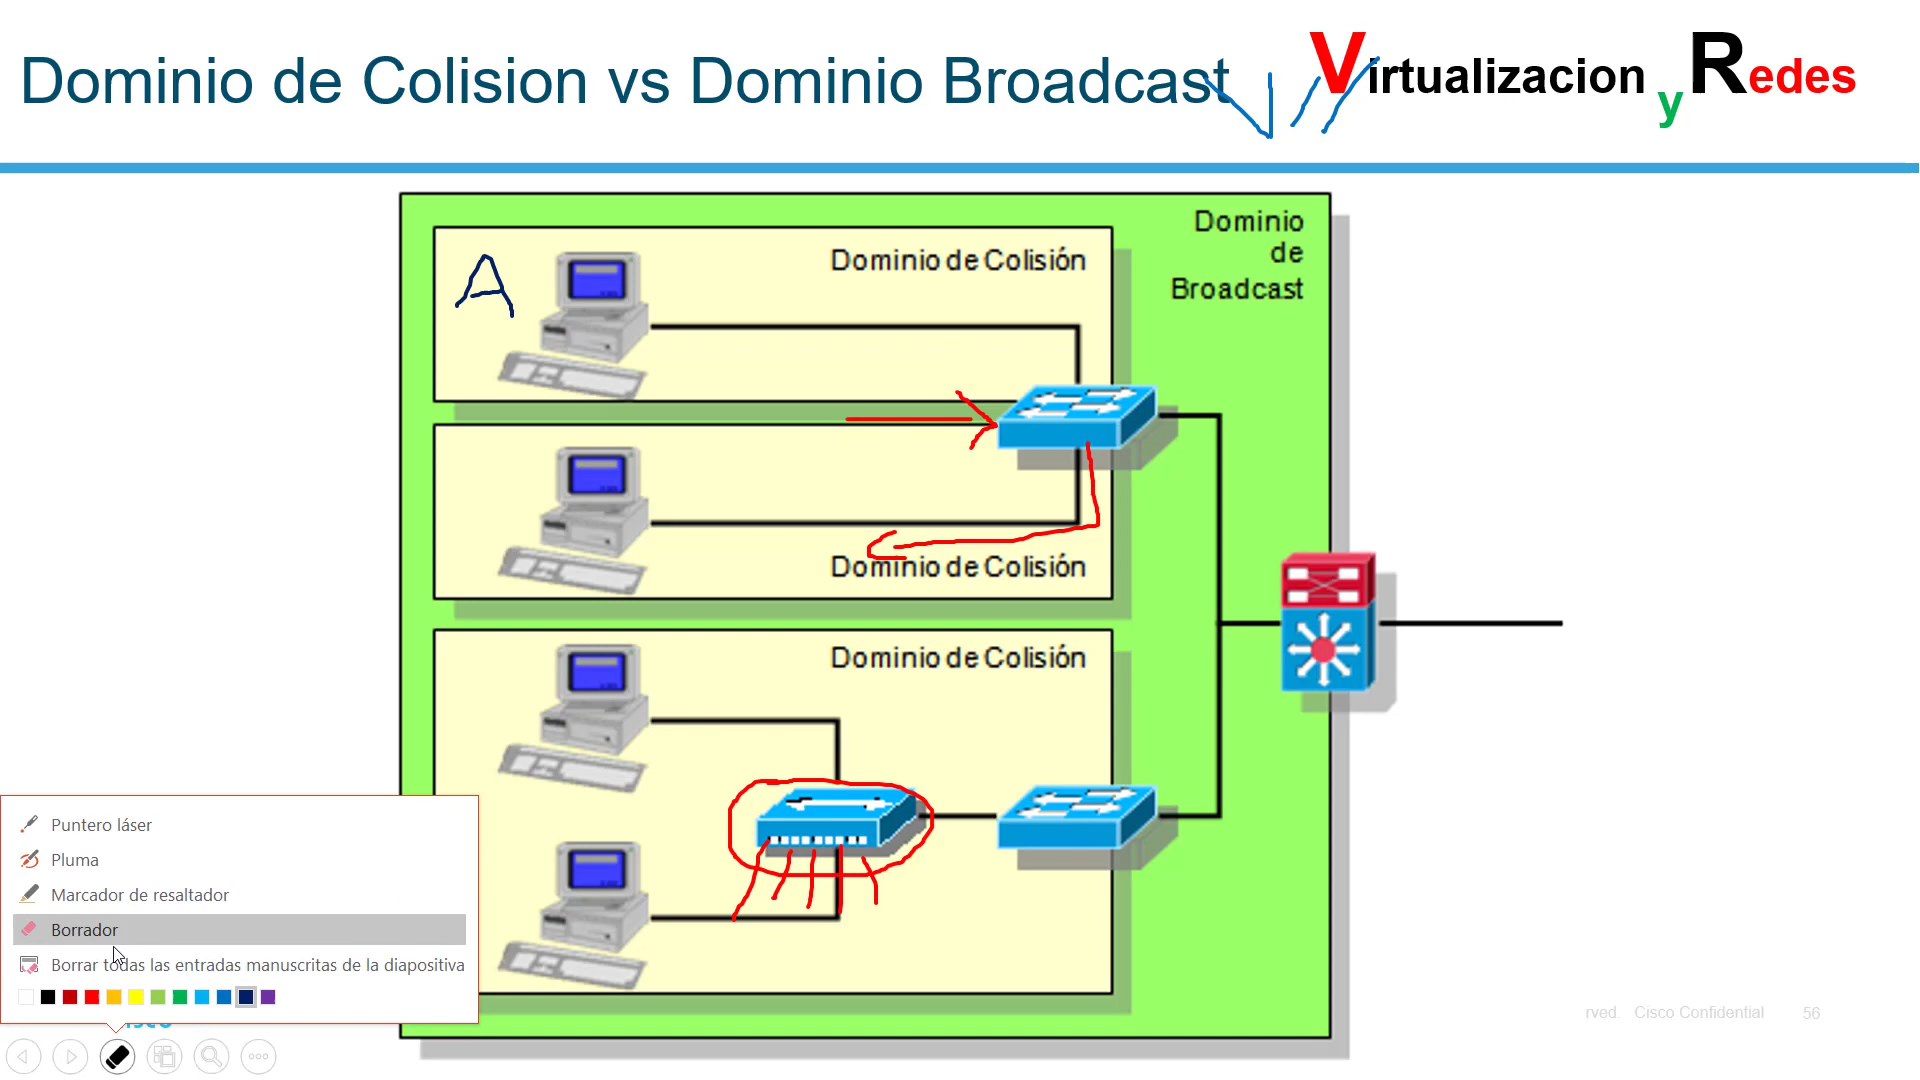 Dominio de Colision vs Dominio Broadcast
Virtualizacion y Redes
Dominio
de
Broadcast
A
Dominio de Colisión
Dominio de Colisión
Dominio de Colisión
Puntero láser
Pluma
Marcador de resaltador
Borrador
Borrar todas las entradas manuscritas de la diapositiva
rved. Cisco Confidential 56